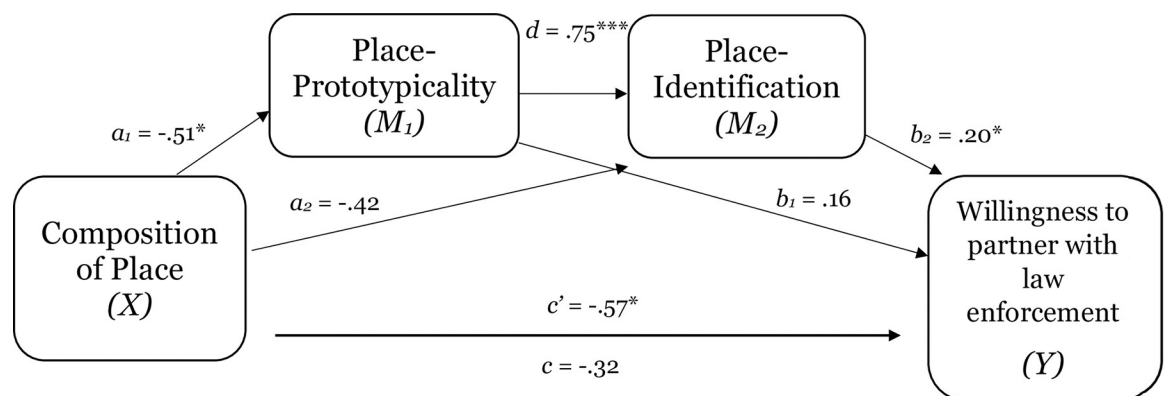 d = .75***
Place-
Prototypicality
(M₁)
Place-
Identification
(M₂)
a₁ = -.51*
b₂ = .20*
a₂ = -.42
b₁ = .16
Composition
of Place
(X)
Willingness to
partner with
law
enforcement
(Y)
c’ = -.57*
c = -.32